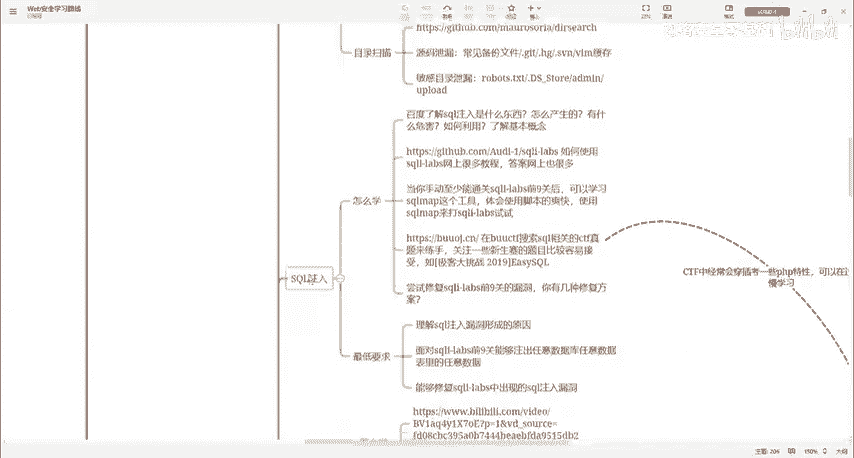 Web安全学习路线
https://github.com/maurosoria/dirsearch
目录扫描
源码泄漏：常见备份文件/.git/.hg/.svn/vim缓存
敏感目录泄漏：robots.txt/.DS_Store/admin/
upload
百度了解sql注入是什么东西？怎么产生的？有什
么危害？如何利用？了解基本概念
https://github.com/Audi-1/sqli-labs 如何使用
sqli-labs网上很多教程，答案网上也很多
怎么学
当你手动至少能通关sqli-labs前9关后，可以学习
sqlmap这个工具，体会使用脚本的爽快，使用
sqlmap来打sqli-labs试试
https://buuoj.cn/ 在buuctf搜索sql相关的ctf真
题来练手，关注一些新生赛的题目比较容易接
受，如[极客大挑战 2019]EasySQL
CTF中经常会穿插考一些php特性，可以在
慢学习
SQL注入
尝试修复sqli-labs前9关的漏洞，你有几种修复方
案？
理解sql注入漏洞形成的原因
最低要求
面对sqli-labs前9关能够注出任意数据库任意数据
表里的任意数据
能够修复sqli-labs中出现的sql注入漏洞
https://www.bilibili.com/video/
BV1aq4y1X7oE?p=1&vd_source=
fd08cbc395a0b7444beaebfda9515db2
主题: 206
150%
大纲